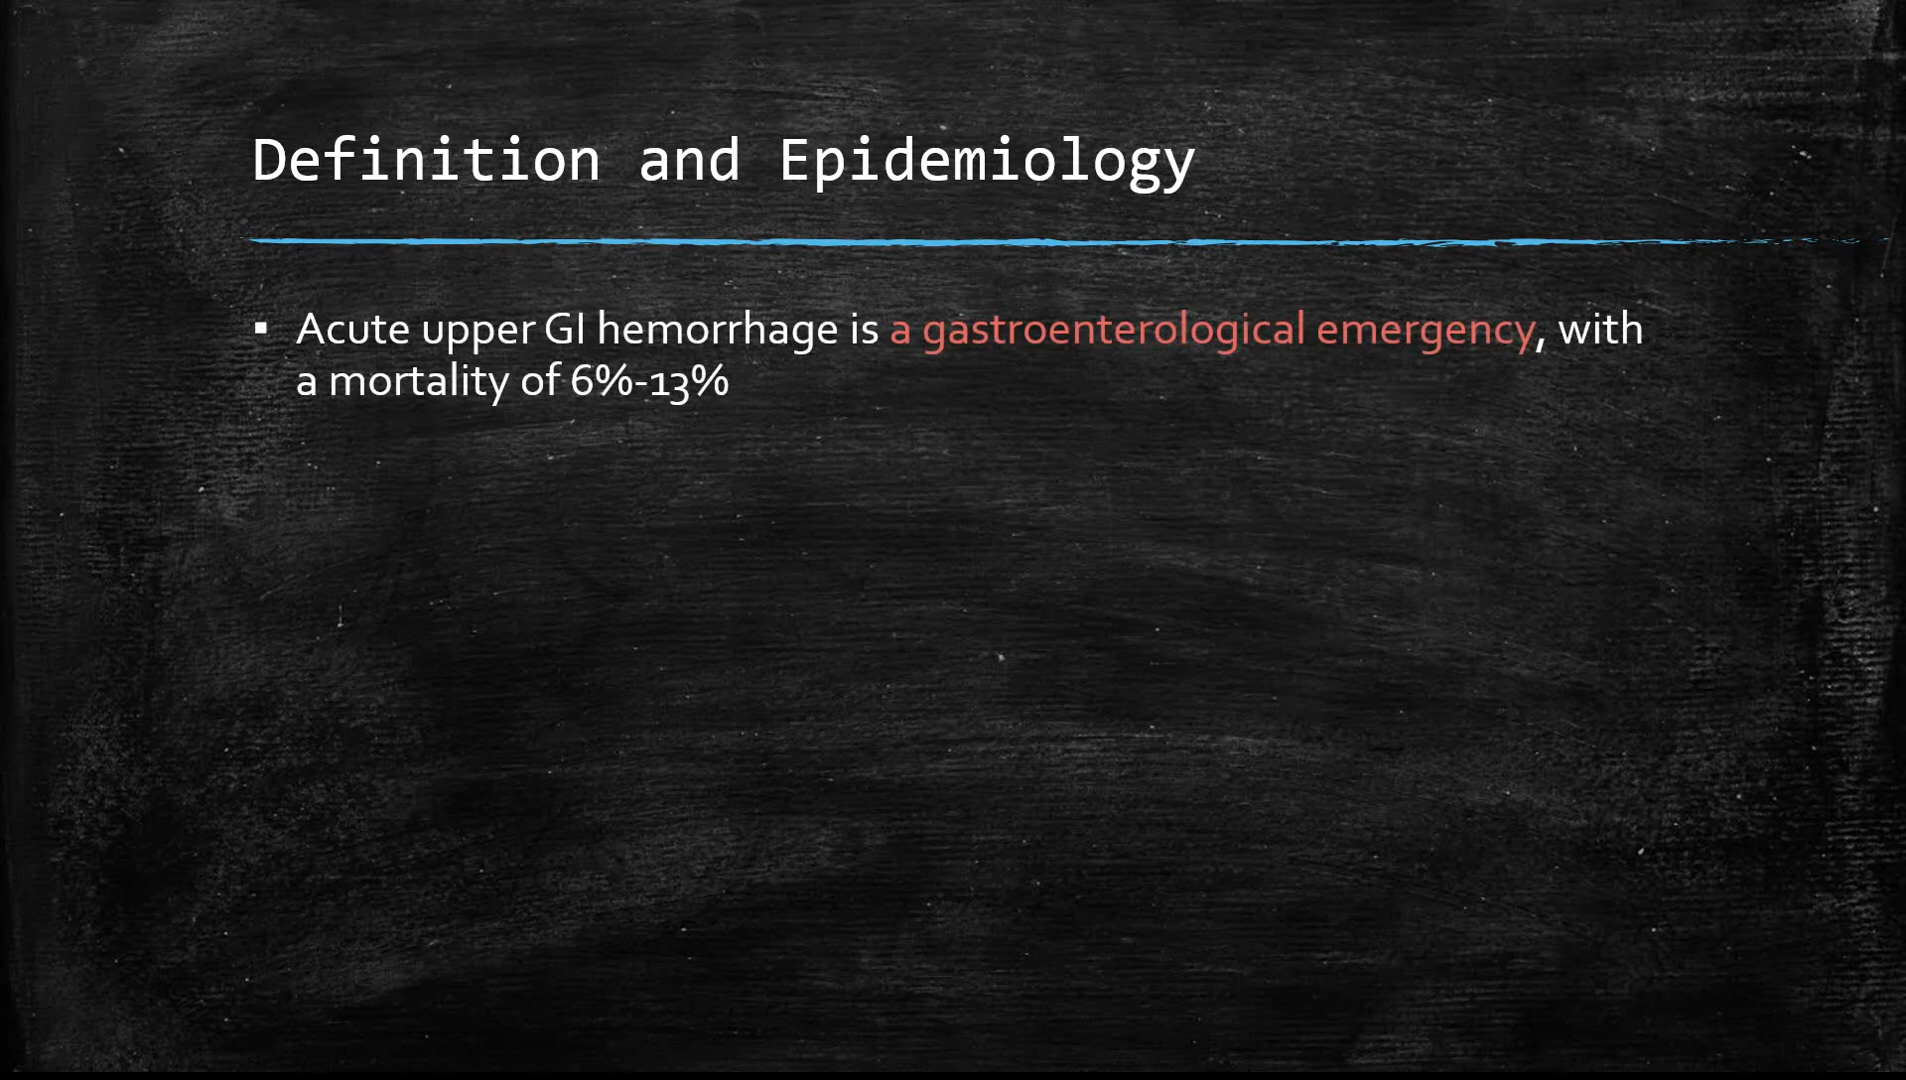 Definition and Epidemiology
▪ Acute upper GI hemorrhage is a gastroenterological emergency, with
a mortality of 6%-13%